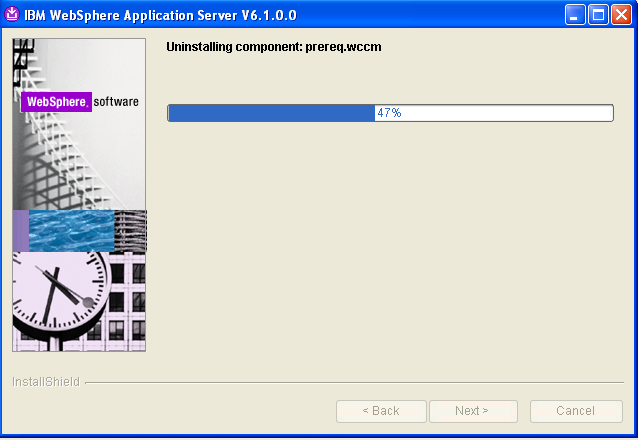 IBM WebSphere Application Server V6.1.0.0
Uninstalling component: prereq.wccm
WebSphere. software
47%
InstallShield
< Back
Next >
Cancel